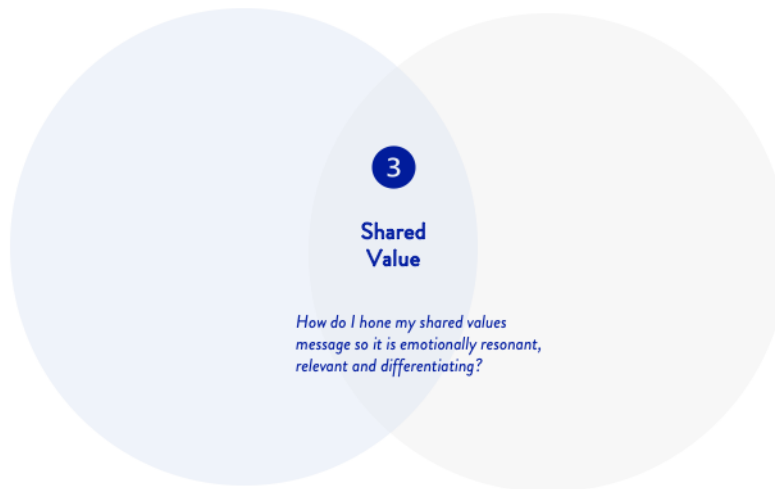 3
Shared
Value
How do I hone my shared values
message so it is emotionally resonant,
relevant and differentiating?